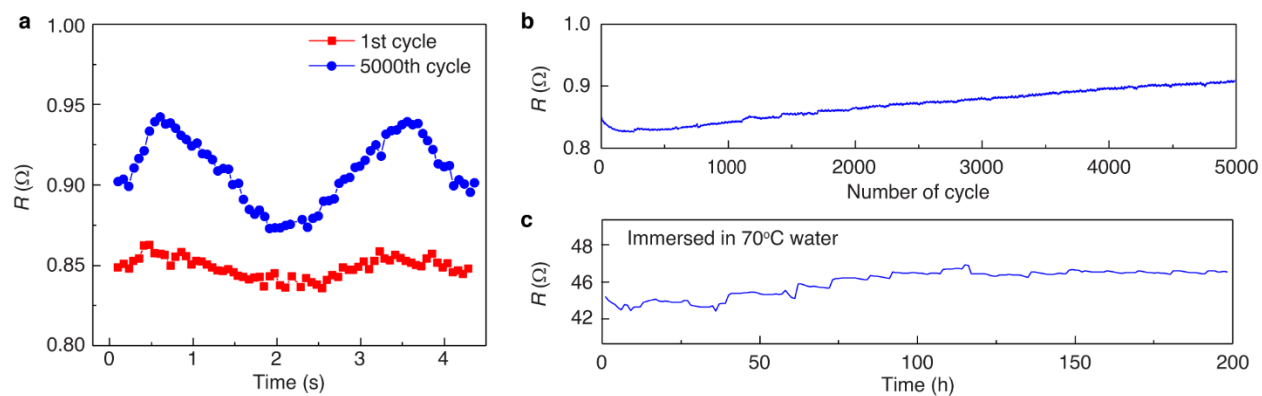 a
1.00
0.95
0.90
0.85
0.80
R (Ω)
1st cycle
5000th cycle
0 1 2 3 4
Time (s)
b
1.0
0.9
0.8
R (Ω)
0 1000 2000 3000 4000 5000
Number of cycle
c
Immersed in 70°C water
48
46
42
R (Ω)
0 50 100 150 200
Time (h)